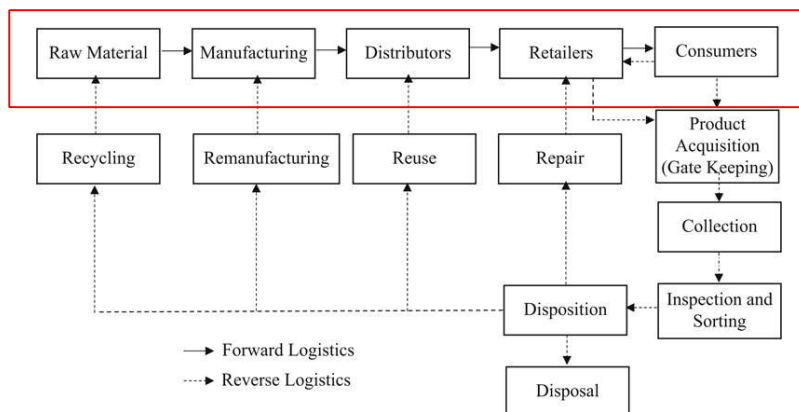 Raw Material
Manufacturing
Distributors
Retailers
Consumers
Recycling
Remanufacturing
Reuse
Repair
Product
Acquisition
(Gate Keeping)
Collection
Disposition
Inspection and
Sorting
Forward Logistics
Reverse Logistics
Disposal